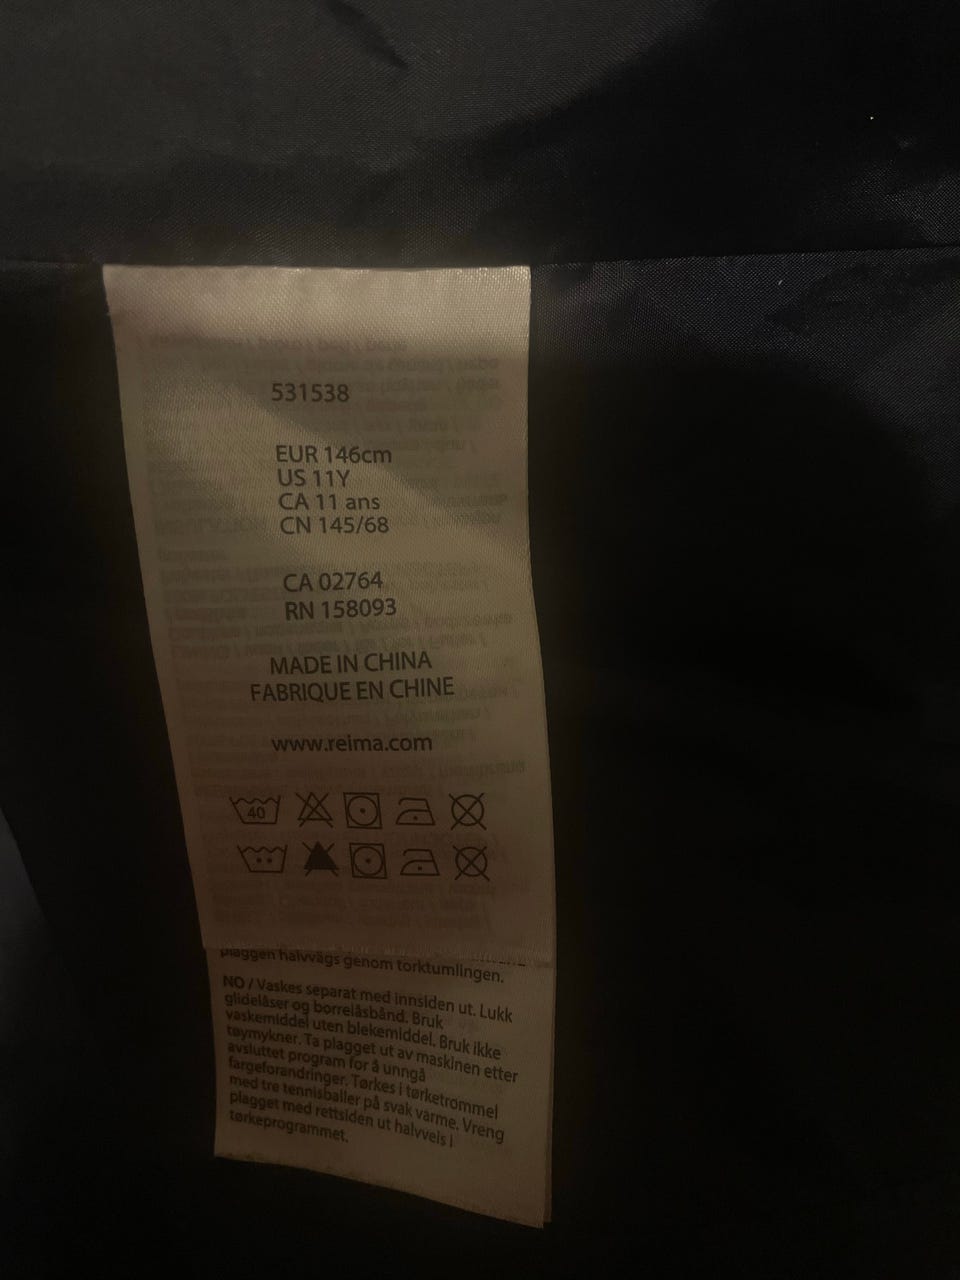 531538
EUR 146cm
US 11Y
CA 11 ans
CN 145/68
CA 02764
RN 158093
MADE IN CHINA
FABRIQUE EN CHINE
www.reima.com
40
plaggen halvvägs genom torktumlingen.
NO / Vaskes separat med innsiden ut. Lukk
glidelåser og borrelåsbånd. Bruk
vaskemiddel uten blekemiddel. Bruk ikke
tøymykner. Ta plagget ut av maskinen etter
avsluttet program for å unngå
fargeforandringer. Tørkes i tørketrommel
med tre tennisballer på svak varme. Vreng
plagget med rettsiden ut halvveis i
tørkeprogrammet.